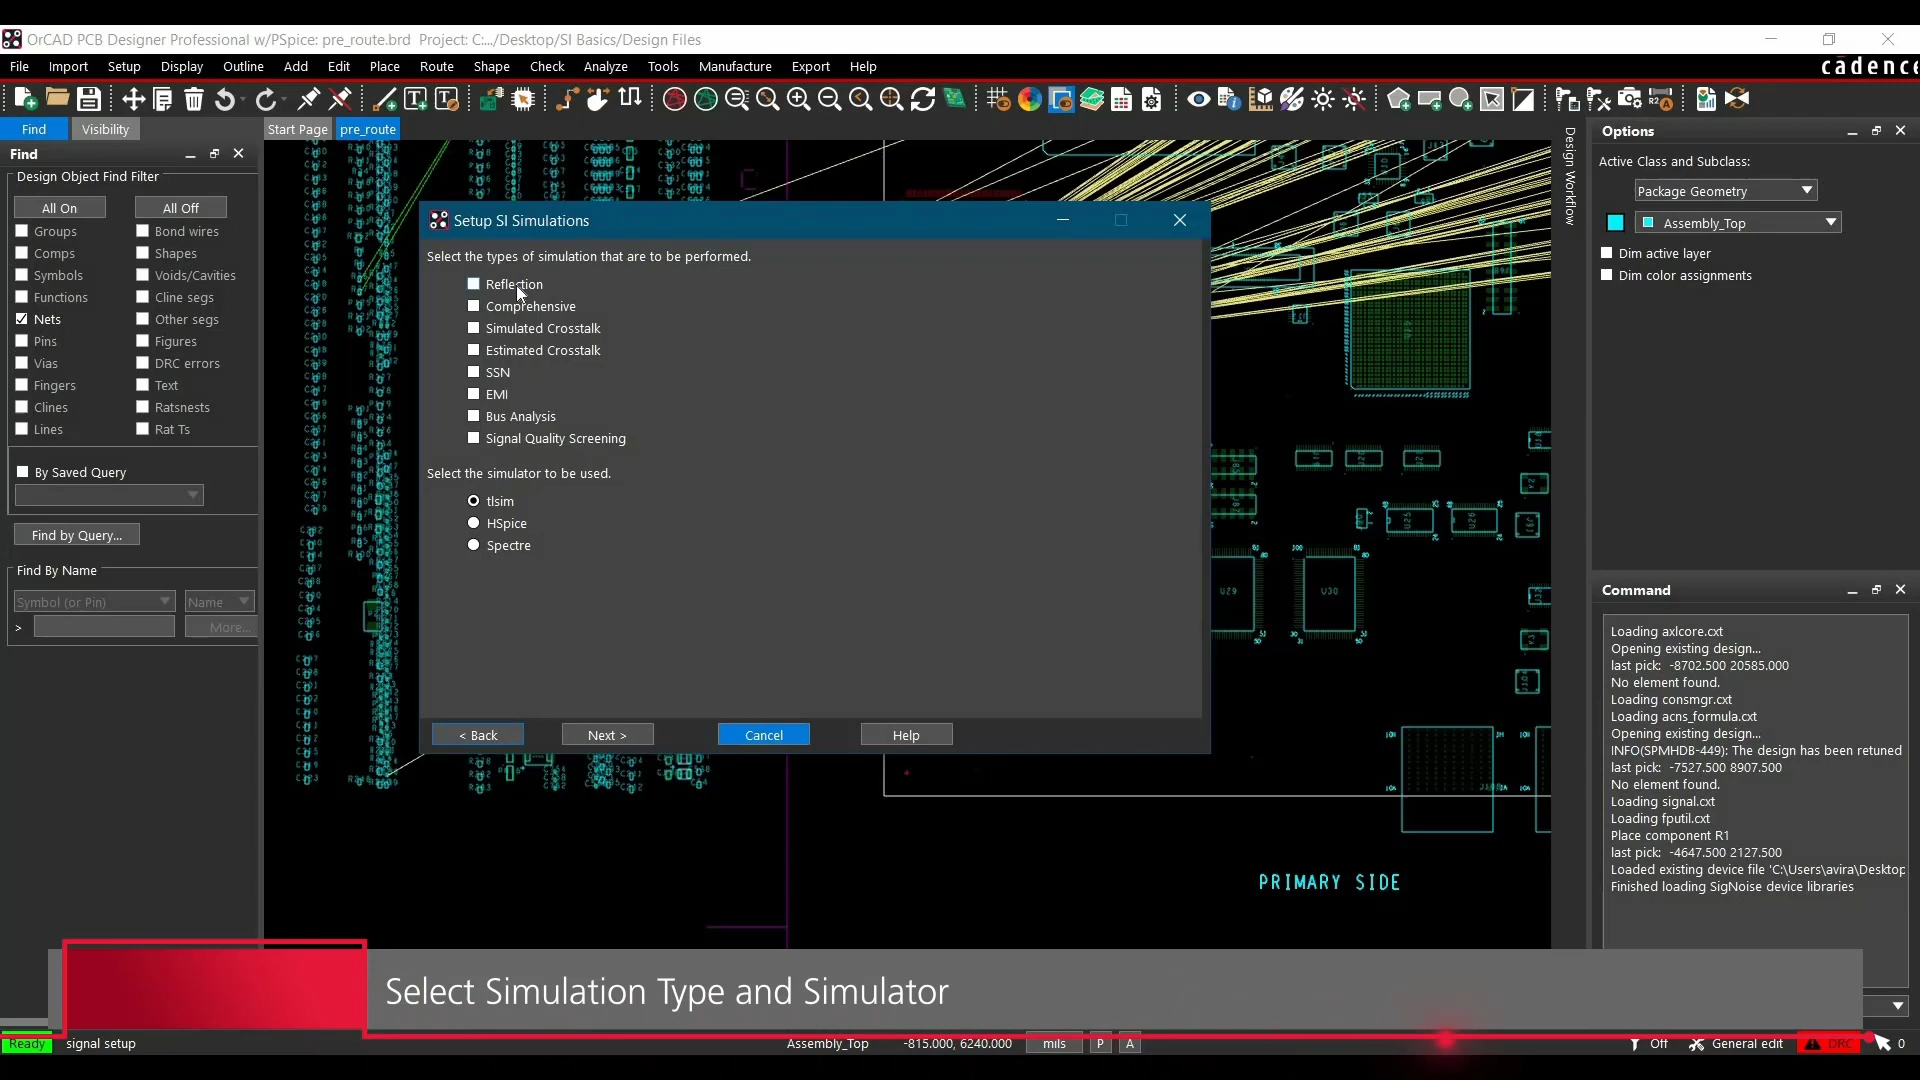 OrCAD PCB Designer Professional w/PSpice: pre_route.brd Project: C:.../Desktop/SI Basics/Design Files
File Import Setup Display Outline Add Edit Place Route Shape Check Analyze Tools Manufacture Export Help
cādence
Find Visibility Start Page pre_route
Find
Design Object Find Filter
All On All Off
Groups Bond wires
Comps Shapes
Symbols Voids/Cavities
Functions Cline segs
Nets Other segs
Pins Figures
Vias DRC errors
Fingers Text
Clines Ratsnests
Lines Rat Ts
By Saved Query
Find by Query...
Find By Name
Symbol (or Pin) Name
> More...
Setup SI Simulations
Select the types of simulation that are to be performed.
Reflection
Comprehensive
Simulated Crosstalk
Estimated Crosstalk
SSN
EMI
Bus Analysis
Signal Quality Screening
Select the simulator to be used.
tlsim
HSpice
Spectre
< Back Next > Cancel Help
U29 U30
PRIMARY SIDE
Design Workflow
Options
Active Class and Subclass:
Package Geometry
Assembly_Top
Dim active layer
Dim color assignments
Command
Loading axlcore.cxt
Opening existing design...
last pick: -8702.500 20585.000
No element found.
Loading consmgr.cxt
Loading acns_formula.cxt
Opening existing design...
INFO(SPMHDB-449): The design has been retuned
last pick: -7527.500 8907.500
No element found.
Loading signal.cxt
Loading fputil.cxt
Place component R1
last pick: -4647.500 2127.500
Loaded existing device file 'C:\Users\avira\Desktop
Finished loading SigNoise device libraries
Select Simulation Type and Simulator
Ready signal setup Assembly_Top -815.000, 6240.000 mils P A Off General edit DRC 0